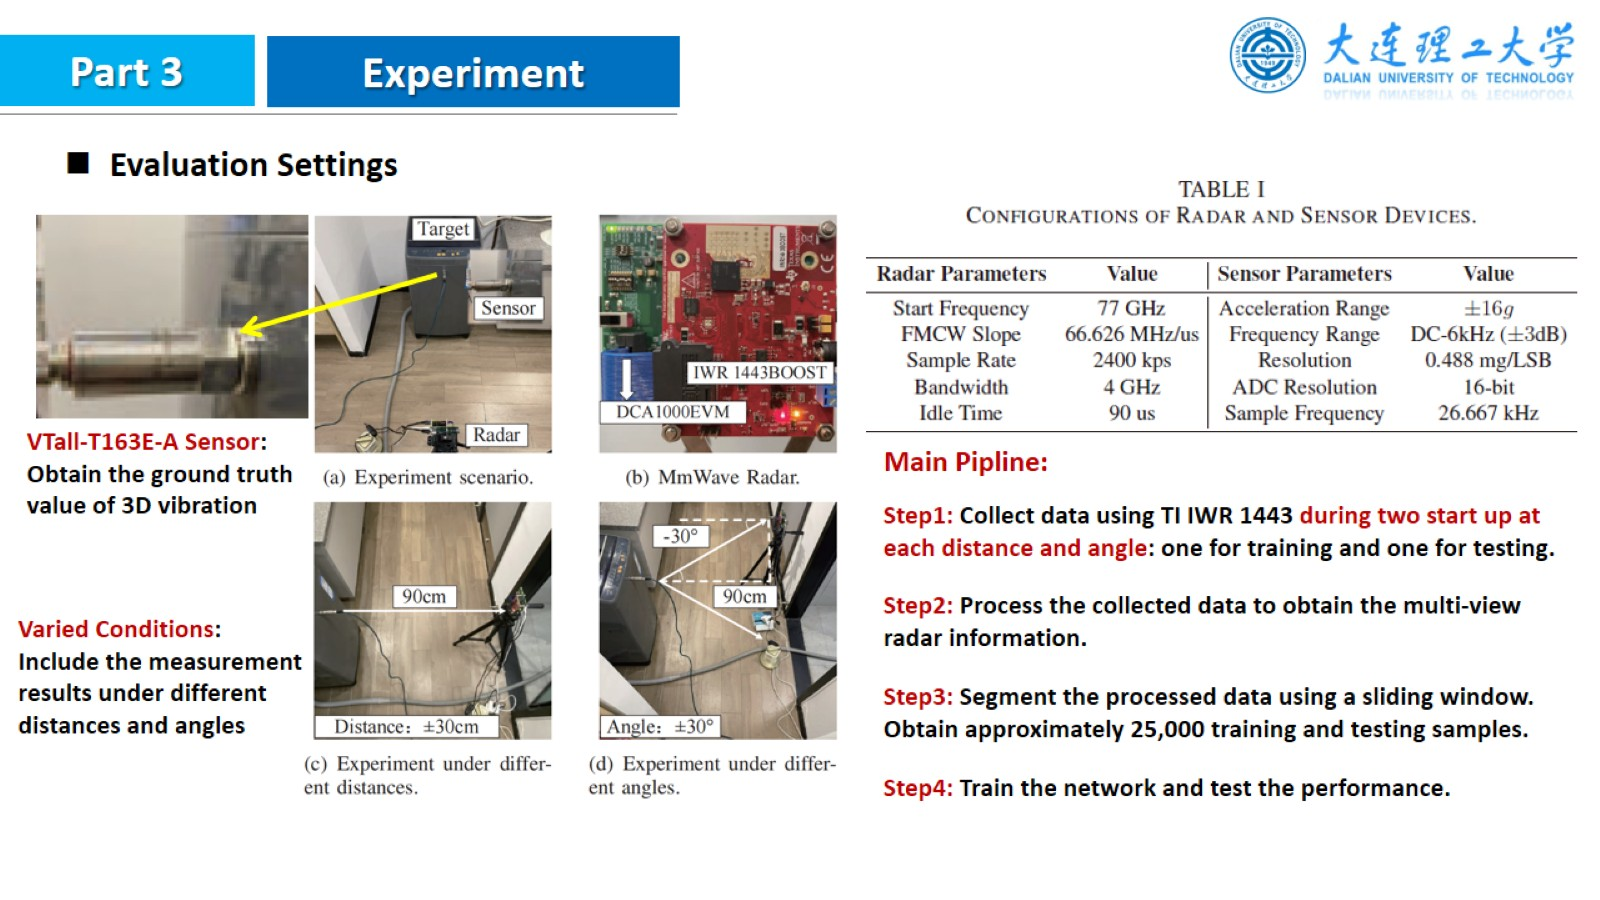 Part 3
Experiment
大连理工大学
DALIAN UNIVERSITY OF TECHNOLOGY
■ Evaluation Settings
Target
Sensor
Radar
(a) Experiment scenario.
IWR 1443BOOST
DCA1000EVM
(b) MmWave Radar.
VTall-T163E-A Sensor:
Obtain the ground truth
value of 3D vibration
90cm
Distance: ±30cm
(c) Experiment under differ-
ent distances.
-30°
90cm
Angle: ±30°
(d) Experiment under differ-
ent angles.
Varied Conditions:
Include the measurement
results under different
distances and angles
TABLE I
CONFIGURATIONS OF RADAR AND SENSOR DEVICES.
Radar Parameters Value Sensor Parameters Value
Start Frequency 77 GHz Acceleration Range ±16g
FMCW Slope 66.626 MHz/us Frequency Range DC-6kHz (±3dB)
Sample Rate 2400 kps Resolution 0.488 mg/LSB
Bandwidth 4 GHz ADC Resolution 16-bit
Idle Time 90 us Sample Frequency 26.667 kHz
Main Pipline:
Step1: Collect data using TI IWR 1443 during two start up at
each distance and angle: one for training and one for testing.
Step2: Process the collected data to obtain the multi-view
radar information.
Step3: Segment the processed data using a sliding window.
Obtain approximately 25,000 training and testing samples.
Step4: Train the network and test the performance.